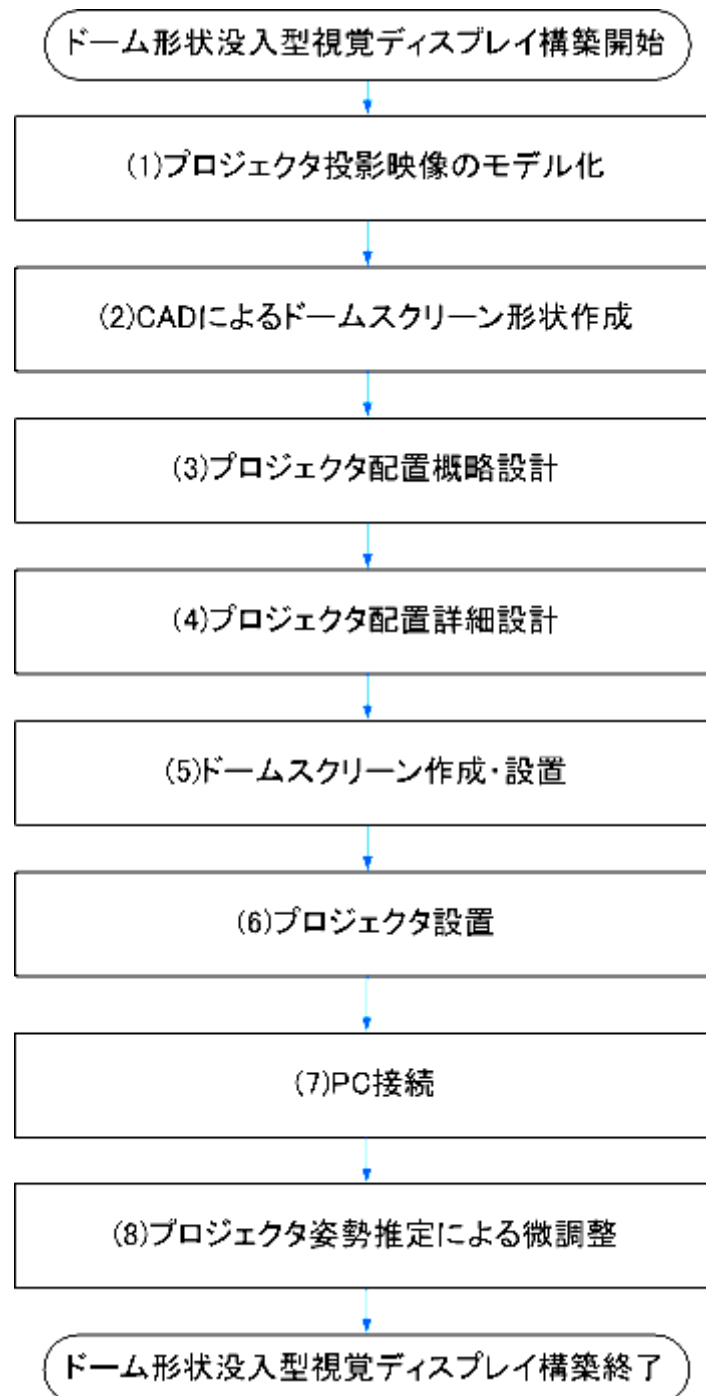 ドーム形状没入型視覚ディスプレイ構築開始
(1)プロジェクタ投影映像のモデル化
(2)CADによるドームスクリーン形状作成
(3)プロジェクタ配置概略設計
(4)プロジェクタ配置詳細設計
(5)ドームスクリーン作成・設置
(6)プロジェクタ設置
(7)PC接続
(8)プロジェクタ姿勢推定による微調整
ドーム形状没入型視覚ディスプレイ構築終了